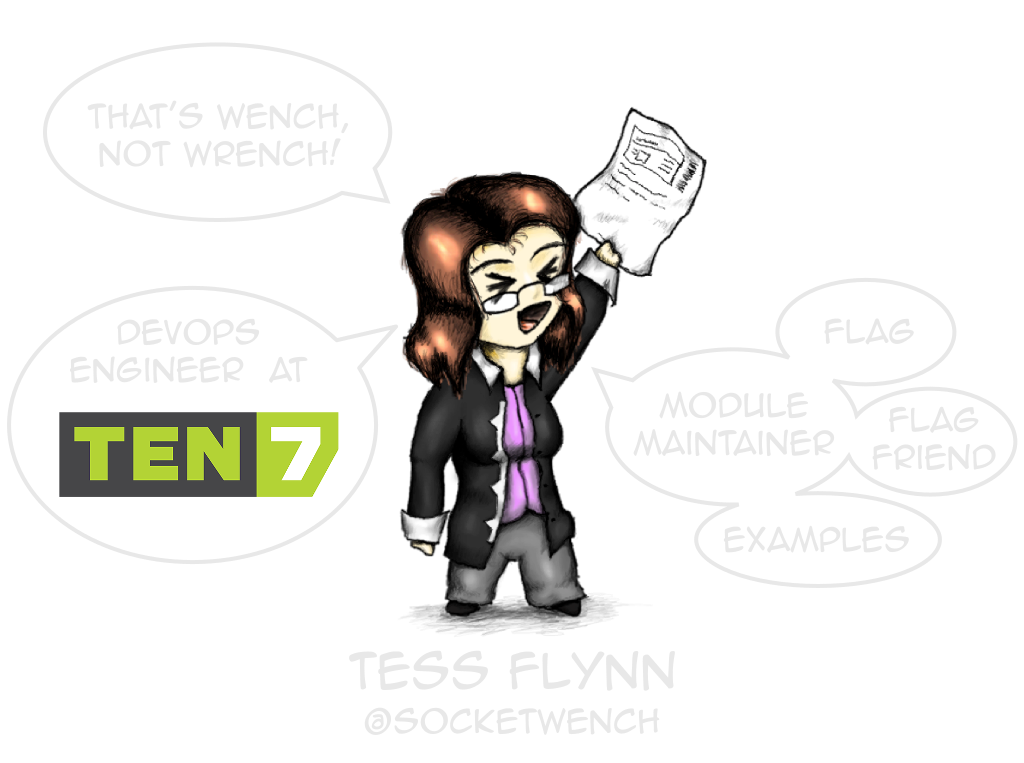 THAT'S WENCH,
NOT WRENCH!
DEVOPS
ENGINEER AT
TEN7
MODULE
MAINTAINER
FLAG
FLAG
FRIEND
EXAMPLES
TESS FLYNN
@SOCKETWENCH